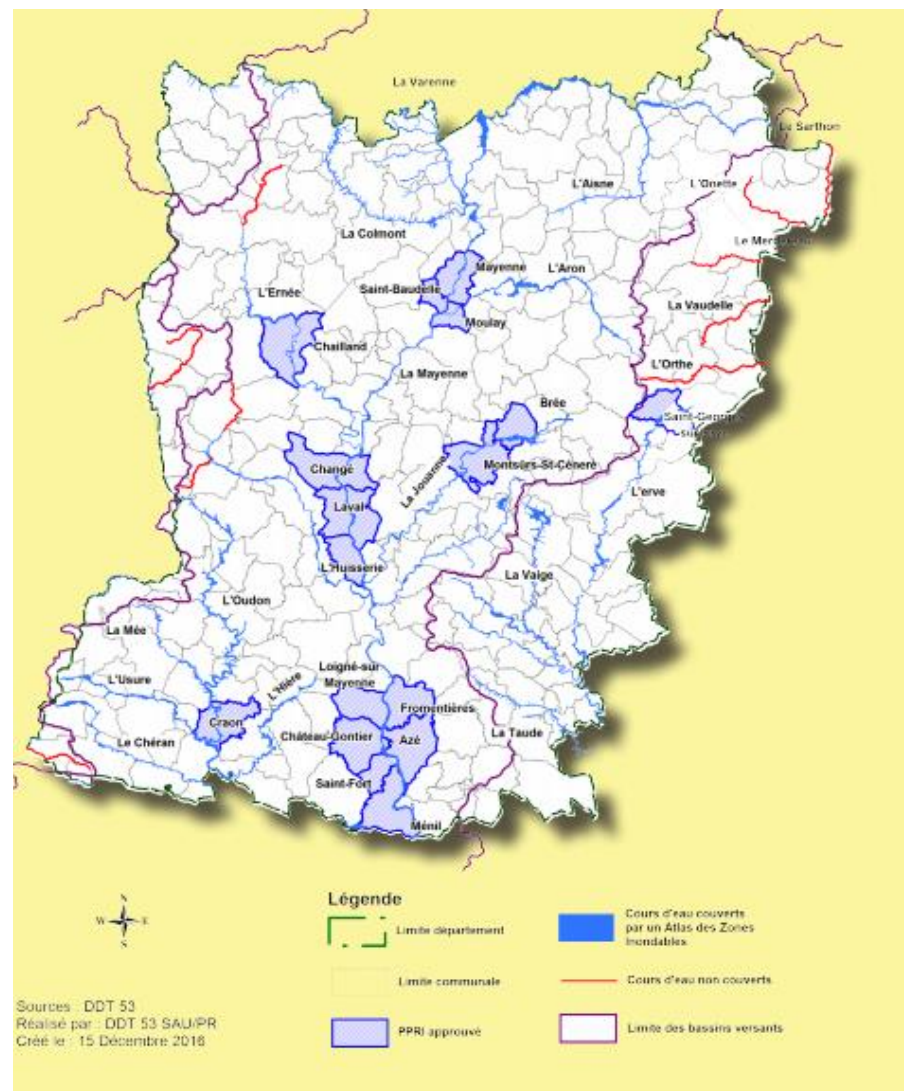 La Varenne
Le Sarthon
L'Aisne
L'Ornette
La Colmont
Mayenne
L'Aron
Saint-Baudelle
L'Ernée
La Vaudelle
Moulay
Chailland
L'Orthe
La Mayenne
Brée
Saint-Georges
Changé
La Jouanne
Montsûrs-St-Céneré
L'erve
Laval
L'Huisserie
La Vaige
L'Oudon
La Mée
Loigné-sur
Mayenne
L'Usure
L'Hière
Fromentières
Craon
Château-Gontier
Azé
La Taude
Le Chéran
Saint-Fort
Ménil
N
W
E
S
Légende
Limite département
Cours d'eau couverts
par un Atlas des Zones
Inondables
Limite communale
Cours d'eau non couverts
PPRI approuvé
Limite des bassins versants
Sources : DDT 53
Réalisé par : DDT 53 SAU/PR
Créé le : 15 Décembre 2016